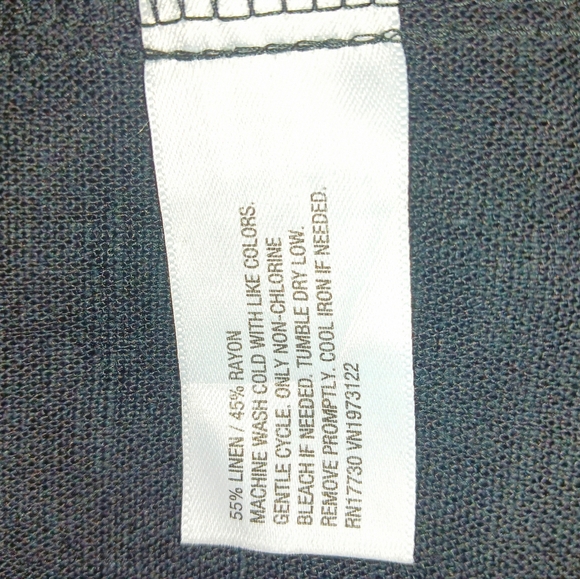 55% LINEN / 45% RAYON
MACHINE WASH COLD WITH LIKE COLORS.
GENTLE CYCLE. ONLY NON-CHLORINE
BLEACH IF NEEDED. TUMBLE DRY LOW.
REMOVE PROMPTLY. COOL IRON IF NEEDED.
RN17730 VN1973122